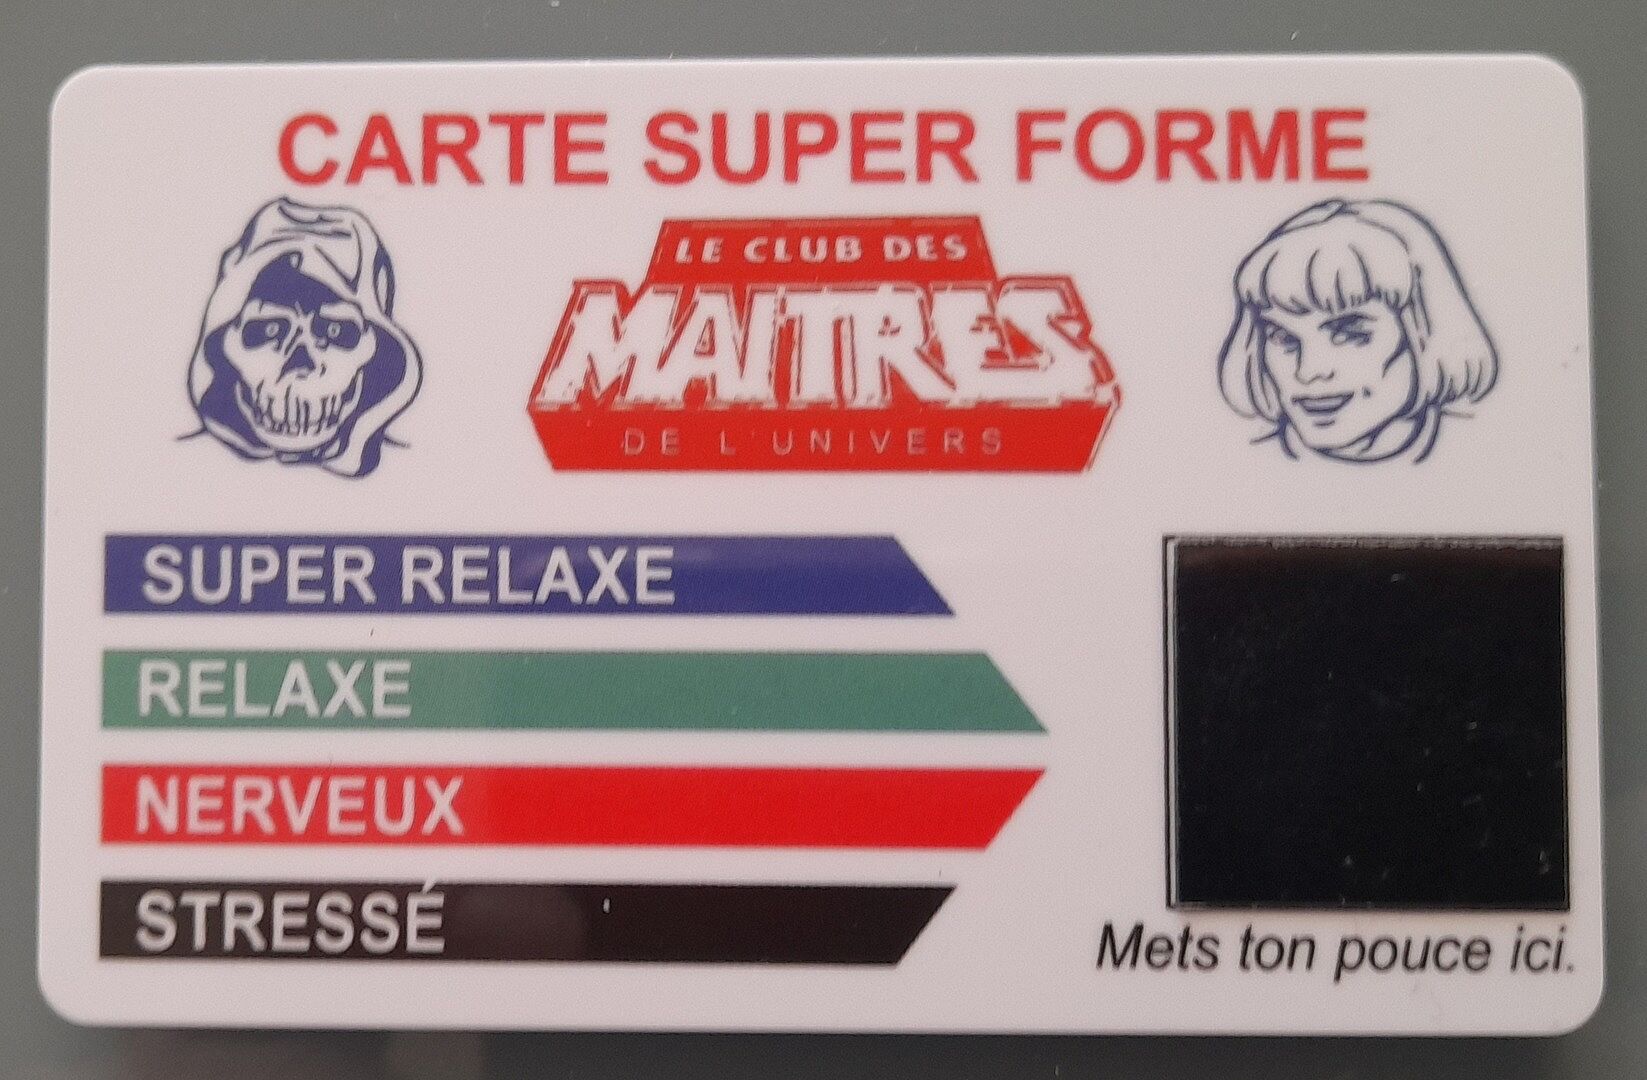 CARTE SUPER FORME
LE CLUB DES
MAITRES
DE L'UNIVERS
SUPER RELAXE
RELAXE
NERVEUX
STRESSÉ
Mets ton pouce ici.